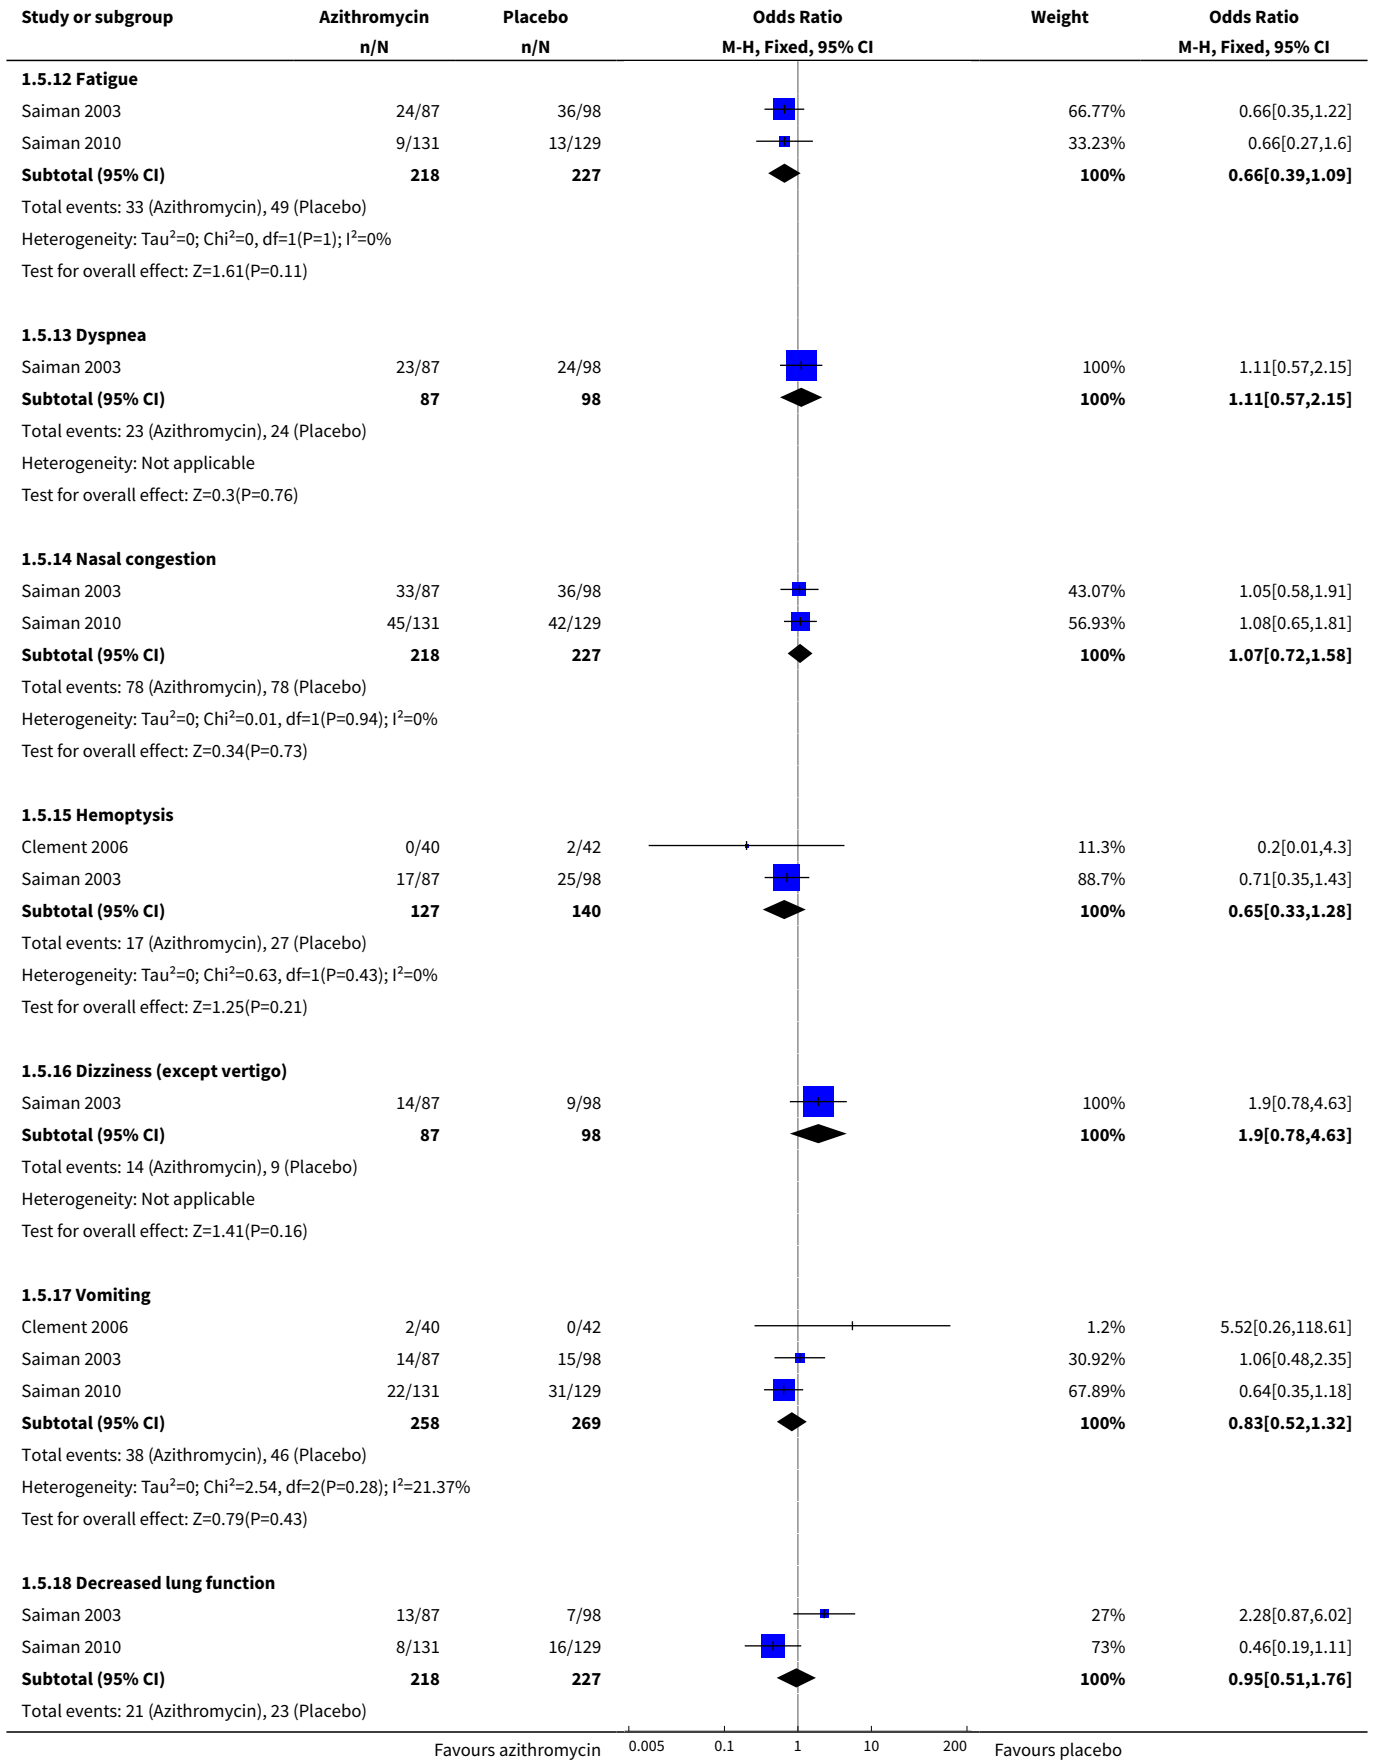 Study or subgroup Azithromycin Placebo Odds Ratio Weight Odds Ratio
n/N n/N M-H, Fixed, 95% CI M-H, Fixed, 95% CI
1.5.12 Fatigue
Saiman 2003 24/87 36/98 66.77% 0.66[0.35,1.22]
Saiman 2010 9/131 13/129 33.23% 0.66[0.27,1.6]
Subtotal (95% CI) 218 227 100% 0.66[0.39,1.09]
Total events: 33 (Azithromycin), 49 (Placebo)
Heterogeneity: Tau²=0; Chi²=0, df=1(P=1); I²=0%
Test for overall effect: Z=1.61(P=0.11)
1.5.13 Dyspnea
Saiman 2003 23/87 24/98 100% 1.11[0.57,2.15]
Subtotal (95% CI) 87 98 100% 1.11[0.57,2.15]
Total events: 23 (Azithromycin), 24 (Placebo)
Heterogeneity: Not applicable
Test for overall effect: Z=0.3(P=0.76)
1.5.14 Nasal congestion
Saiman 2003 33/87 36/98 43.07% 1.05[0.58,1.91]
Saiman 2010 45/131 42/129 56.93% 1.08[0.65,1.81]
Subtotal (95% CI) 218 227 100% 1.07[0.72,1.58]
Total events: 78 (Azithromycin), 78 (Placebo)
Heterogeneity: Tau²=0; Chi²=0.01, df=1(P=0.94); I²=0%
Test for overall effect: Z=0.34(P=0.73)
1.5.15 Hemoptysis
Clement 2006 0/40 2/42 11.3% 0.2[0.01,4.3]
Saiman 2003 17/87 25/98 88.7% 0.71[0.35,1.43]
Subtotal (95% CI) 127 140 100% 0.65[0.33,1.28]
Total events: 17 (Azithromycin), 27 (Placebo)
Heterogeneity: Tau²=0; Chi²=0.63, df=1(P=0.43); I²=0%
Test for overall effect: Z=1.25(P=0.21)
1.5.16 Dizziness (except vertigo)
Saiman 2003 14/87 9/98 100% 1.9[0.78,4.63]
Subtotal (95% CI) 87 98 100% 1.9[0.78,4.63]
Total events: 14 (Azithromycin), 9 (Placebo)
Heterogeneity: Not applicable
Test for overall effect: Z=1.41(P=0.16)
1.5.17 Vomiting
Clement 2006 2/40 0/42 1.2% 5.52[0.26,118.61]
Saiman 2003 14/87 15/98 30.92% 1.06[0.48,2.35]
Saiman 2010 22/131 31/129 67.89% 0.64[0.35,1.18]
Subtotal (95% CI) 258 269 100% 0.83[0.52,1.32]
Total events: 38 (Azithromycin), 46 (Placebo)
Heterogeneity: Tau²=0; Chi²=2.54, df=2(P=0.28); I²=21.37%
Test for overall effect: Z=0.79(P=0.43)
1.5.18 Decreased lung function
Saiman 2003 13/87 7/98 27% 2.28[0.87,6.02]
Saiman 2010 8/131 16/129 73% 0.46[0.19,1.11]
Subtotal (95% CI) 218 227 100% 0.95[0.51,1.76]
Total events: 21 (Azithromycin), 23 (Placebo)
Favours azithromycin 0.005 0.1 1 10 200 Favours placebo